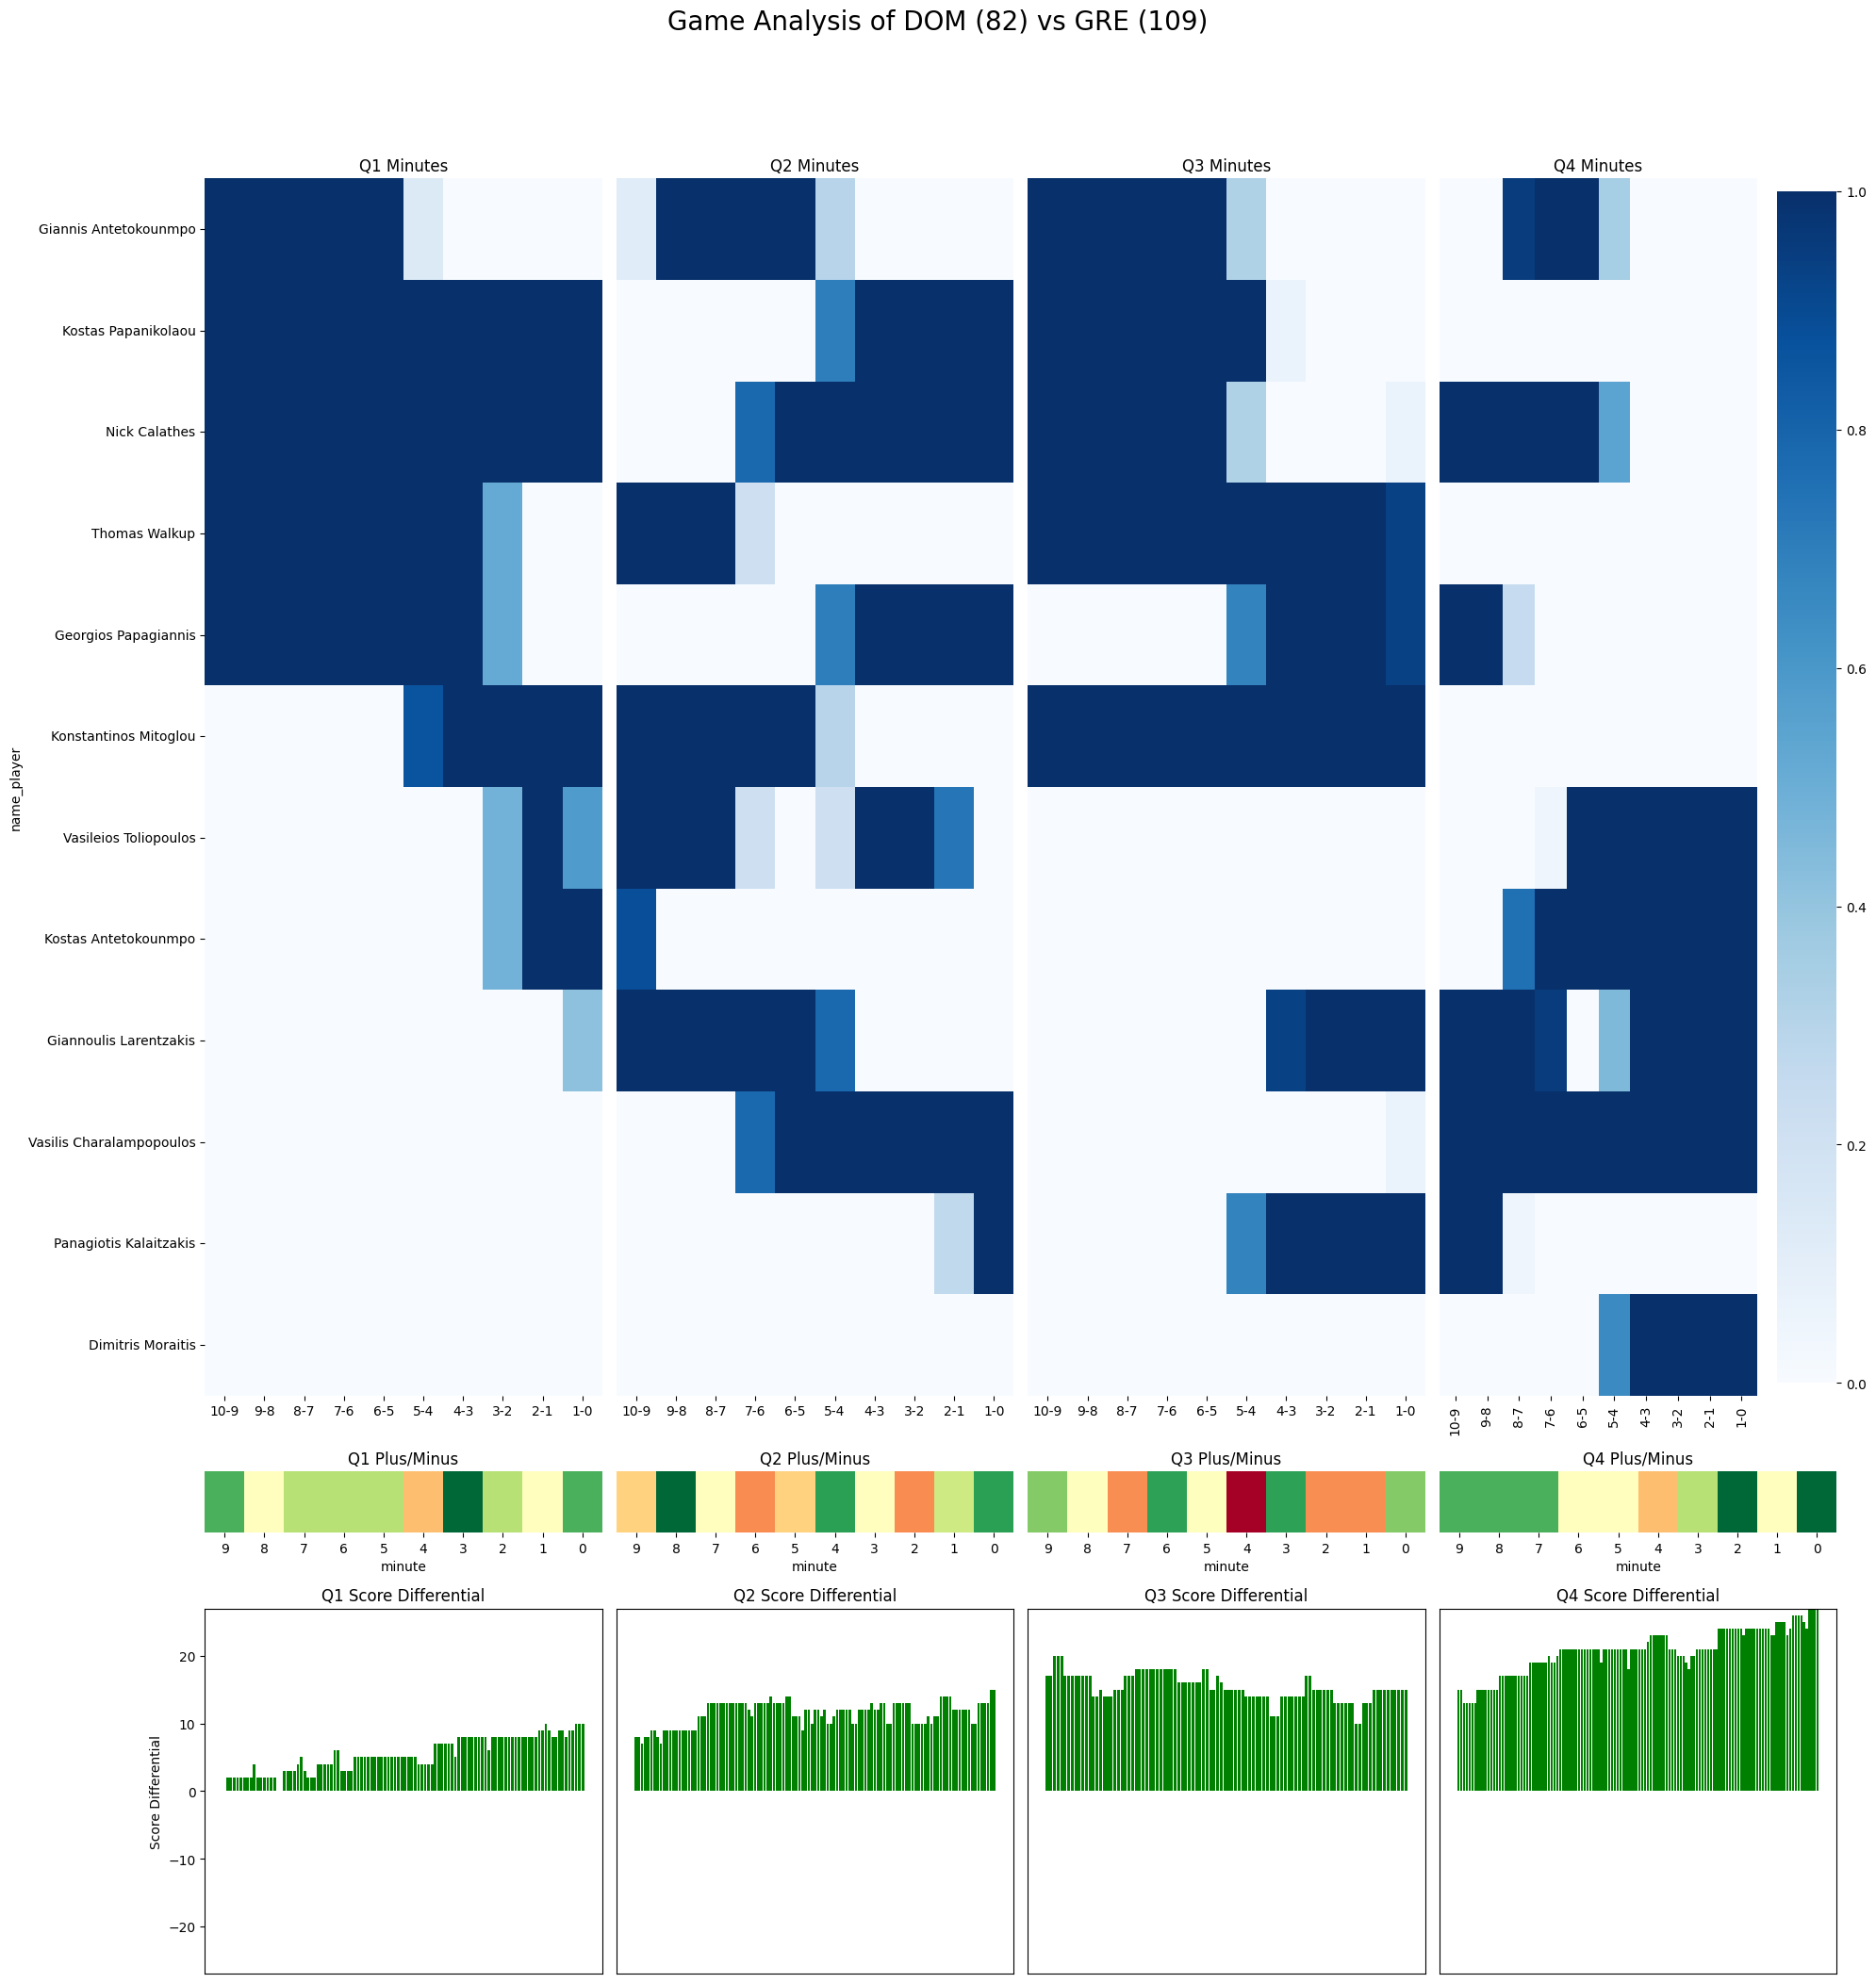 Game Analysis of DOM (82) vs GRE (109)
Q1 Minutes
Q2 Minutes
Q3 Minutes
Q4 Minutes
name_player
Giannis Antetokounmpo
Kostas Papanikolaou
Nick Calathes
Thomas Walkup
Georgios Papagiannis
Konstantinos Mitoglou
Vasileios Toliopoulos
Kostas Antetokounmpo
Giannoulis Larentzakis
Vasilis Charalampopoulos
Panagiotis Kalaitzakis
Dimitris Moraitis
1.0
0.8
0.6
0.4
0.2
0.0
10-9 9-8 8-7 7-6 6-5 5-4 4-3 3-2 2-1 1-0
10-9 9-8 8-7 7-6 6-5 5-4 4-3 3-2 2-1 1-0
10-9 9-8 8-7 7-6 6-5 5-4 4-3 3-2 2-1 1-0
10-9 9-8 8-7 7-6 6-5 5-4 4-3 3-2 2-1 1-0
Q1 Plus/Minus
Q2 Plus/Minus
Q3 Plus/Minus
Q4 Plus/Minus
9 8 7 6 5 4 3 2 1 0
9 8 7 6 5 4 3 2 1 0
9 8 7 6 5 4 3 2 1 0
9 8 7 6 5 4 3 2 1 0
minute
minute
minute
minute
Q1 Score Differential
Q2 Score Differential
Q3 Score Differential
Q4 Score Differential
Score Differential
20
10
0
−10
−20